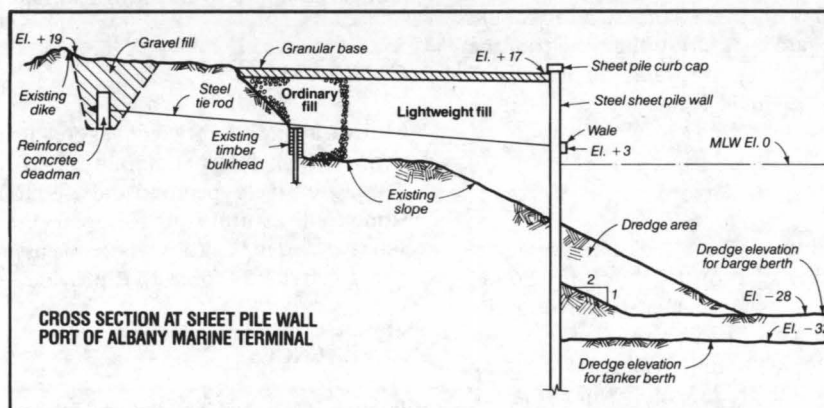 El. +19
Gravel fill
Granular base
El. +17
Sheet pile curb cap
Steel
tie rod
Ordinary
fill
Lightweight fill
Steel sheet pile wall
Existing
dike
Reinforced
concrete
deadman
Existing
timber
bulkhead
Wale
El. +3
MLW El. 0
Existing
slope
Dredge area
Dredge elevation
for barge berth
2
1
El. −28
El. −32
CROSS SECTION AT SHEET PILE WALL
PORT OF ALBANY MARINE TERMINAL
Dredge elevation
for tanker berth